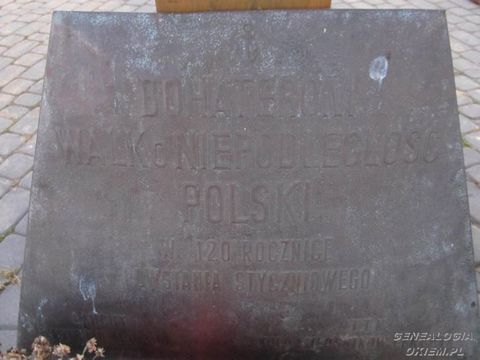 BOHATEROM
WALK O NIEPODLEGŁOŚĆ
POLSKI
W 120 ROCZNICĘ
POWSTANIA STYCZNIOWEGO
GENEALOGIA
OKIEM.PL